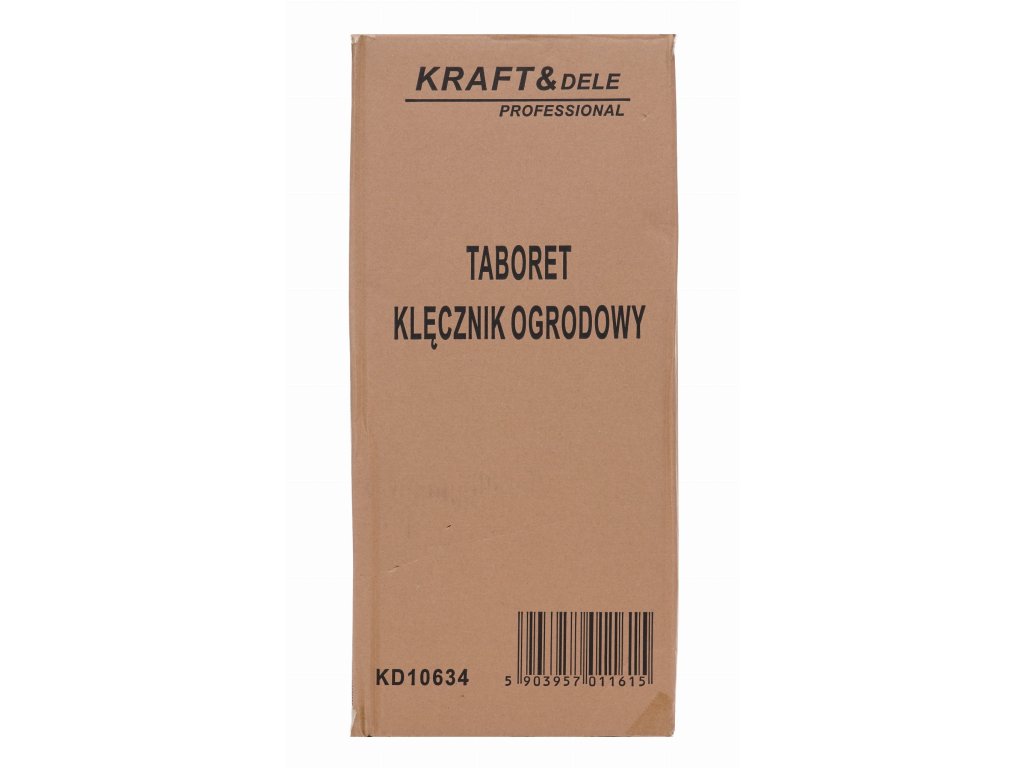 KRAFT&DELE
PROFESSIONAL
TABORET
KLĘCZNIK OGRODOWY
KD10634
5 903957 011615